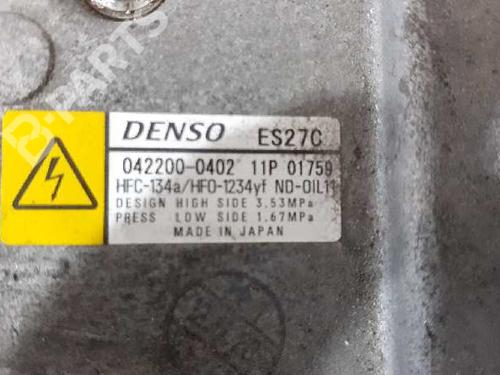 B-PARTS
DENSO ES27C
042200-0402 11P 01759
HFC-134a/HFO-1234yf ND-OIL11
DESIGN HIGH SIDE 3.53MPa
PRESS LOW SIDE 1.67MPa
MADE IN JAPAN